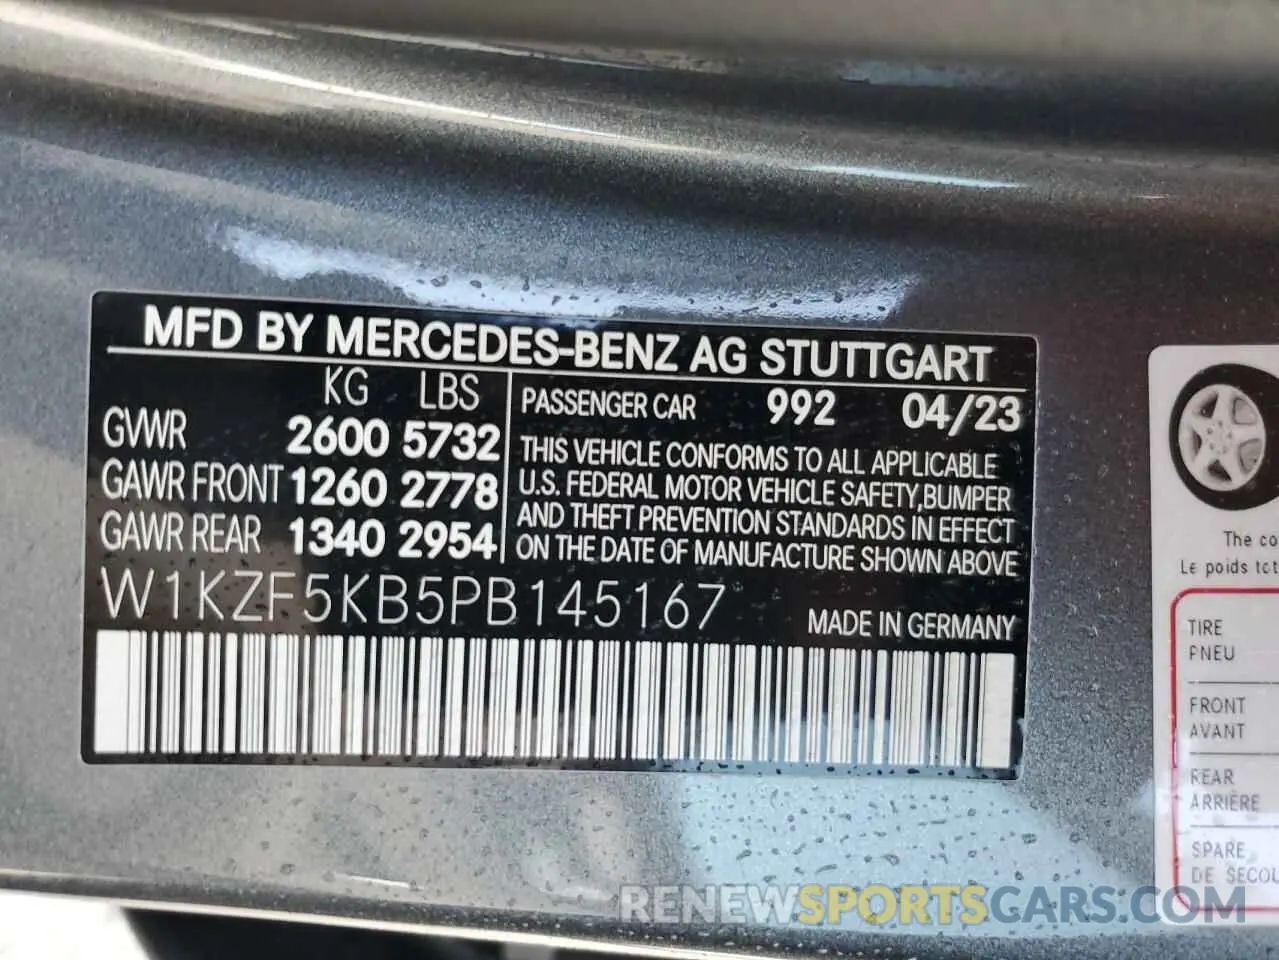 MFD BY MERCEDES-BENZ AG STUTTGART
KG LBS
GVWR 2600 5732
GAWR FRONT 1260 2778
GAWR REAR 1340 2954
PASSENGER CAR 992 04/23
THIS VEHICLE CONFORMS TO ALL APPLICABLE
U.S. FEDERAL MOTOR VEHICLE SAFETY,BUMPER
AND THEFT PREVENTION STANDARDS IN EFFECT
ON THE DATE OF MANUFACTURE SHOWN ABOVE
W1KZF5KB5PB145167
MADE IN GERMANY
The co
Le poids tot
TIRE
PNEU
FRONT
AVANT
REAR
ARRIÈRE
SPARE
DE SECOU
RENEWSPORTSCARS.COM